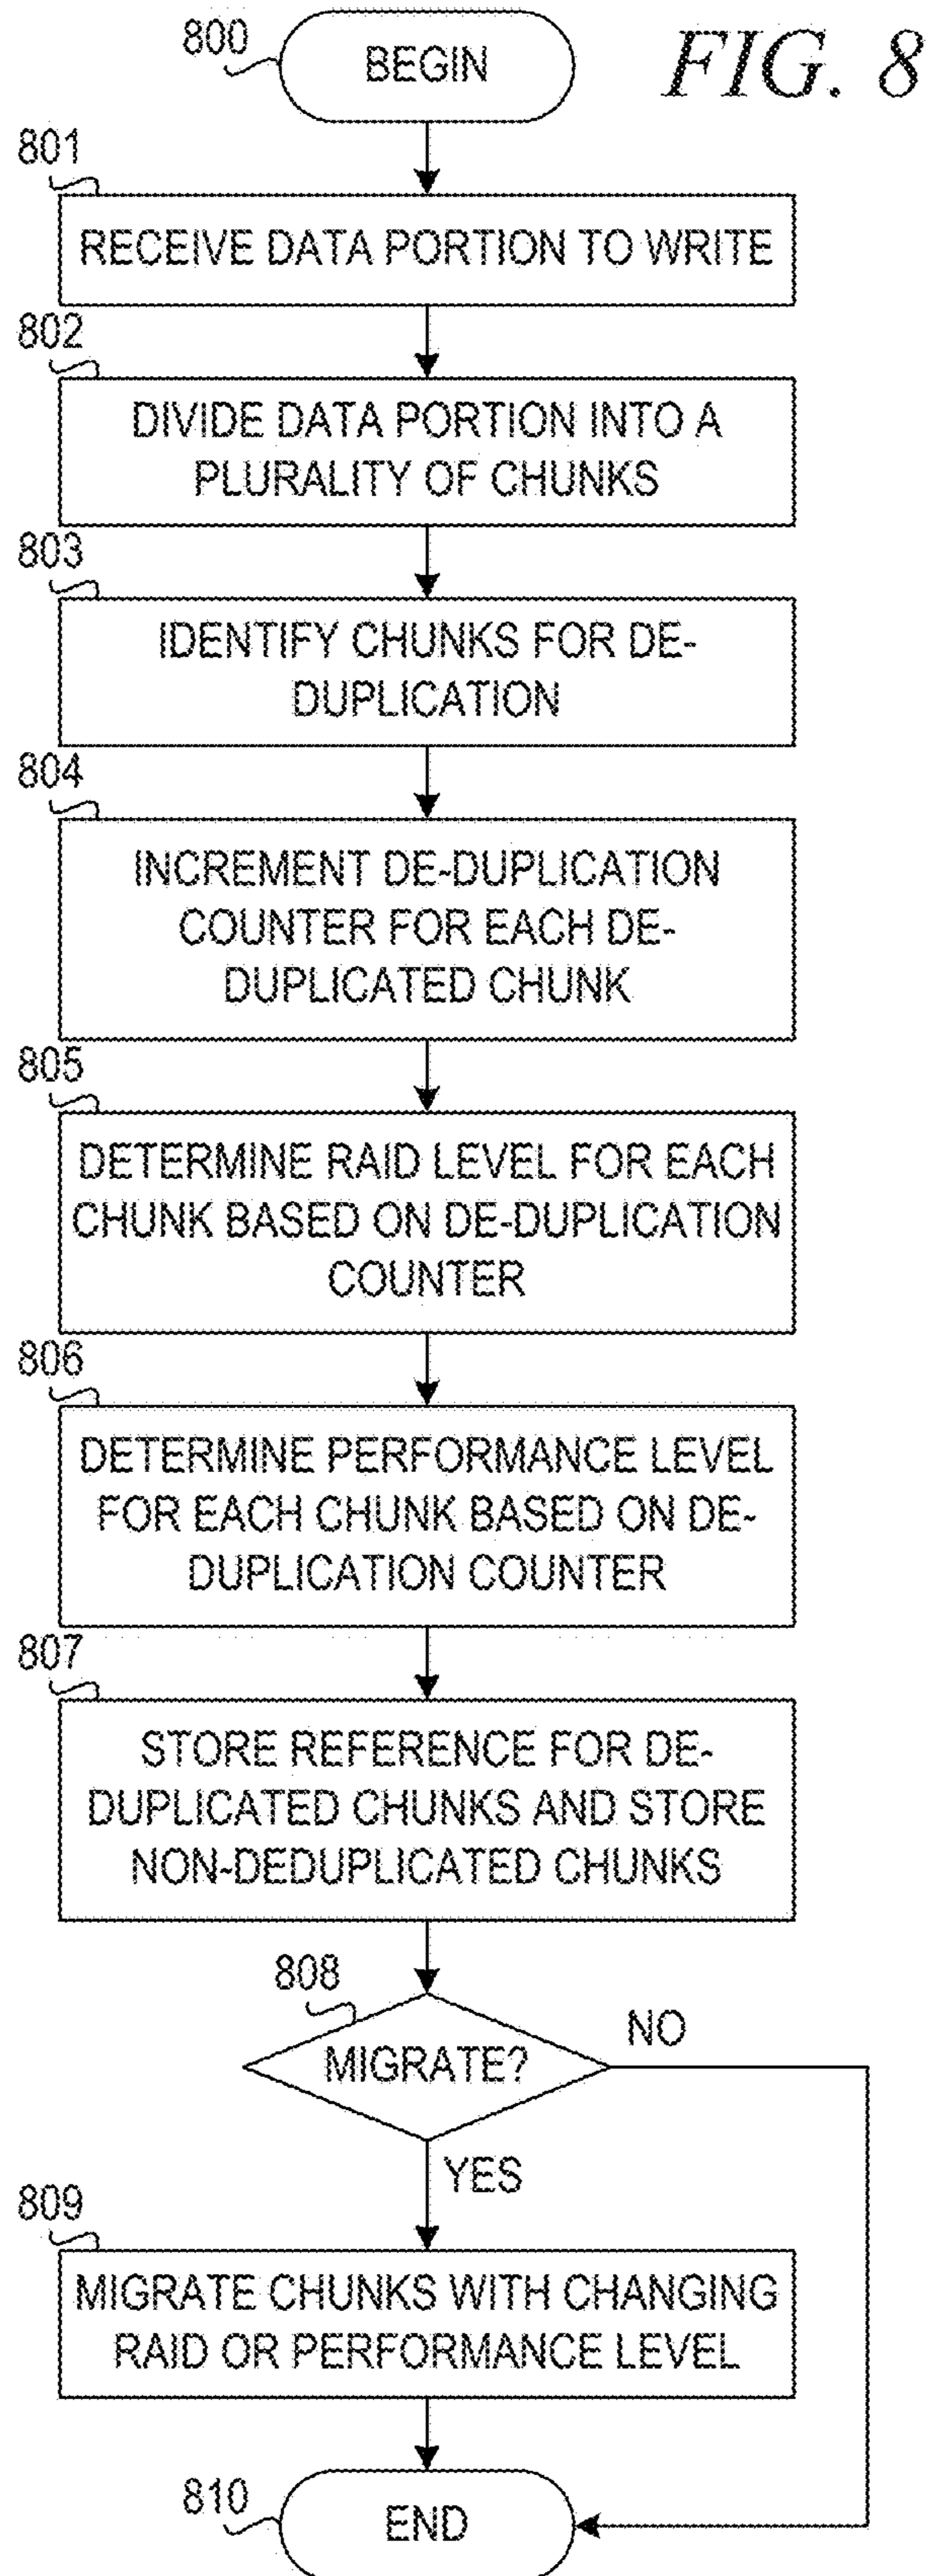 800
BEGIN
FIG. 8
801
RECEIVE DATA PORTION TO WRITE
802
DIVIDE DATA PORTION INTO A
PLURALITY OF CHUNKS
803
IDENTIFY CHUNKS FOR DE-
DUPLICATION
804
INCREMENT DE-DUPLICATION
COUNTER FOR EACH DE-
DUPLICATED CHUNK
805
DETERMINE RAID LEVEL FOR EACH
CHUNK BASED ON DE-DUPLICATION
COUNTER
806
DETERMINE PERFORMANCE LEVEL
FOR EACH CHUNK BASED ON DE-
DUPLICATION COUNTER
807
STORE REFERENCE FOR DE-
DUPLICATED CHUNKS AND STORE
NON-DEDUPLICATED CHUNKS
808
MIGRATE?
NO
YES
809
MIGRATE CHUNKS WITH CHANGING
RAID OR PERFORMANCE LEVEL
810
END